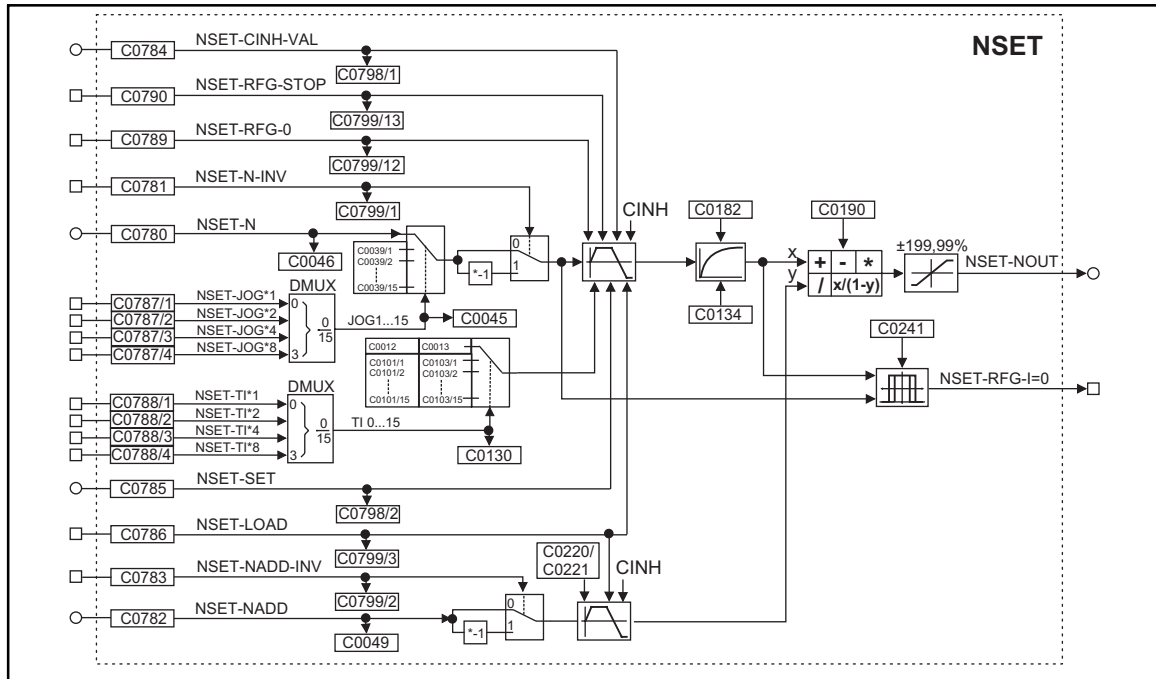 NSET
C0784 NSET-CINH-VAL
C0798/1
C0790 NSET-RFG-STOP
C0799/13
C0789 NSET-RFG-0
C0799/12
C0781 NSET-N-INV
C0799/1
CINH
C0182
C0190
C0780 NSET-N
C0046
C0039/1
C0039/2
C0039/15
*-1
0
1
C0134
x
y
+ - *
/ x/(1-y)
±199,99%
NSET-NOUT
C0787/1 NSET-JOG*1
C0787/2 NSET-JOG*2
C0787/3 NSET-JOG*4
C0787/4 NSET-JOG*8
DMUX
0
3
0
15
JOG1...15
C0045
C0241
NSET-RFG-I=0
C0012 C0013
C0101/1 C0103/1
C0101/2 C0103/2
C0101/15 C0103/15
C0788/1 NSET-TI*1
C0788/2 NSET-TI*2
C0788/3 NSET-TI*4
C0788/4 NSET-TI*8
DMUX
0
3
0
15
TI 0...15
C0130
C0785 NSET-SET
C0798/2
C0786 NSET-LOAD
C0799/3
C0220/
C0221
CINH
C0783 NSET-NADD-INV
C0799/2
C0782 NSET-NADD
C0049
*-1
0
1